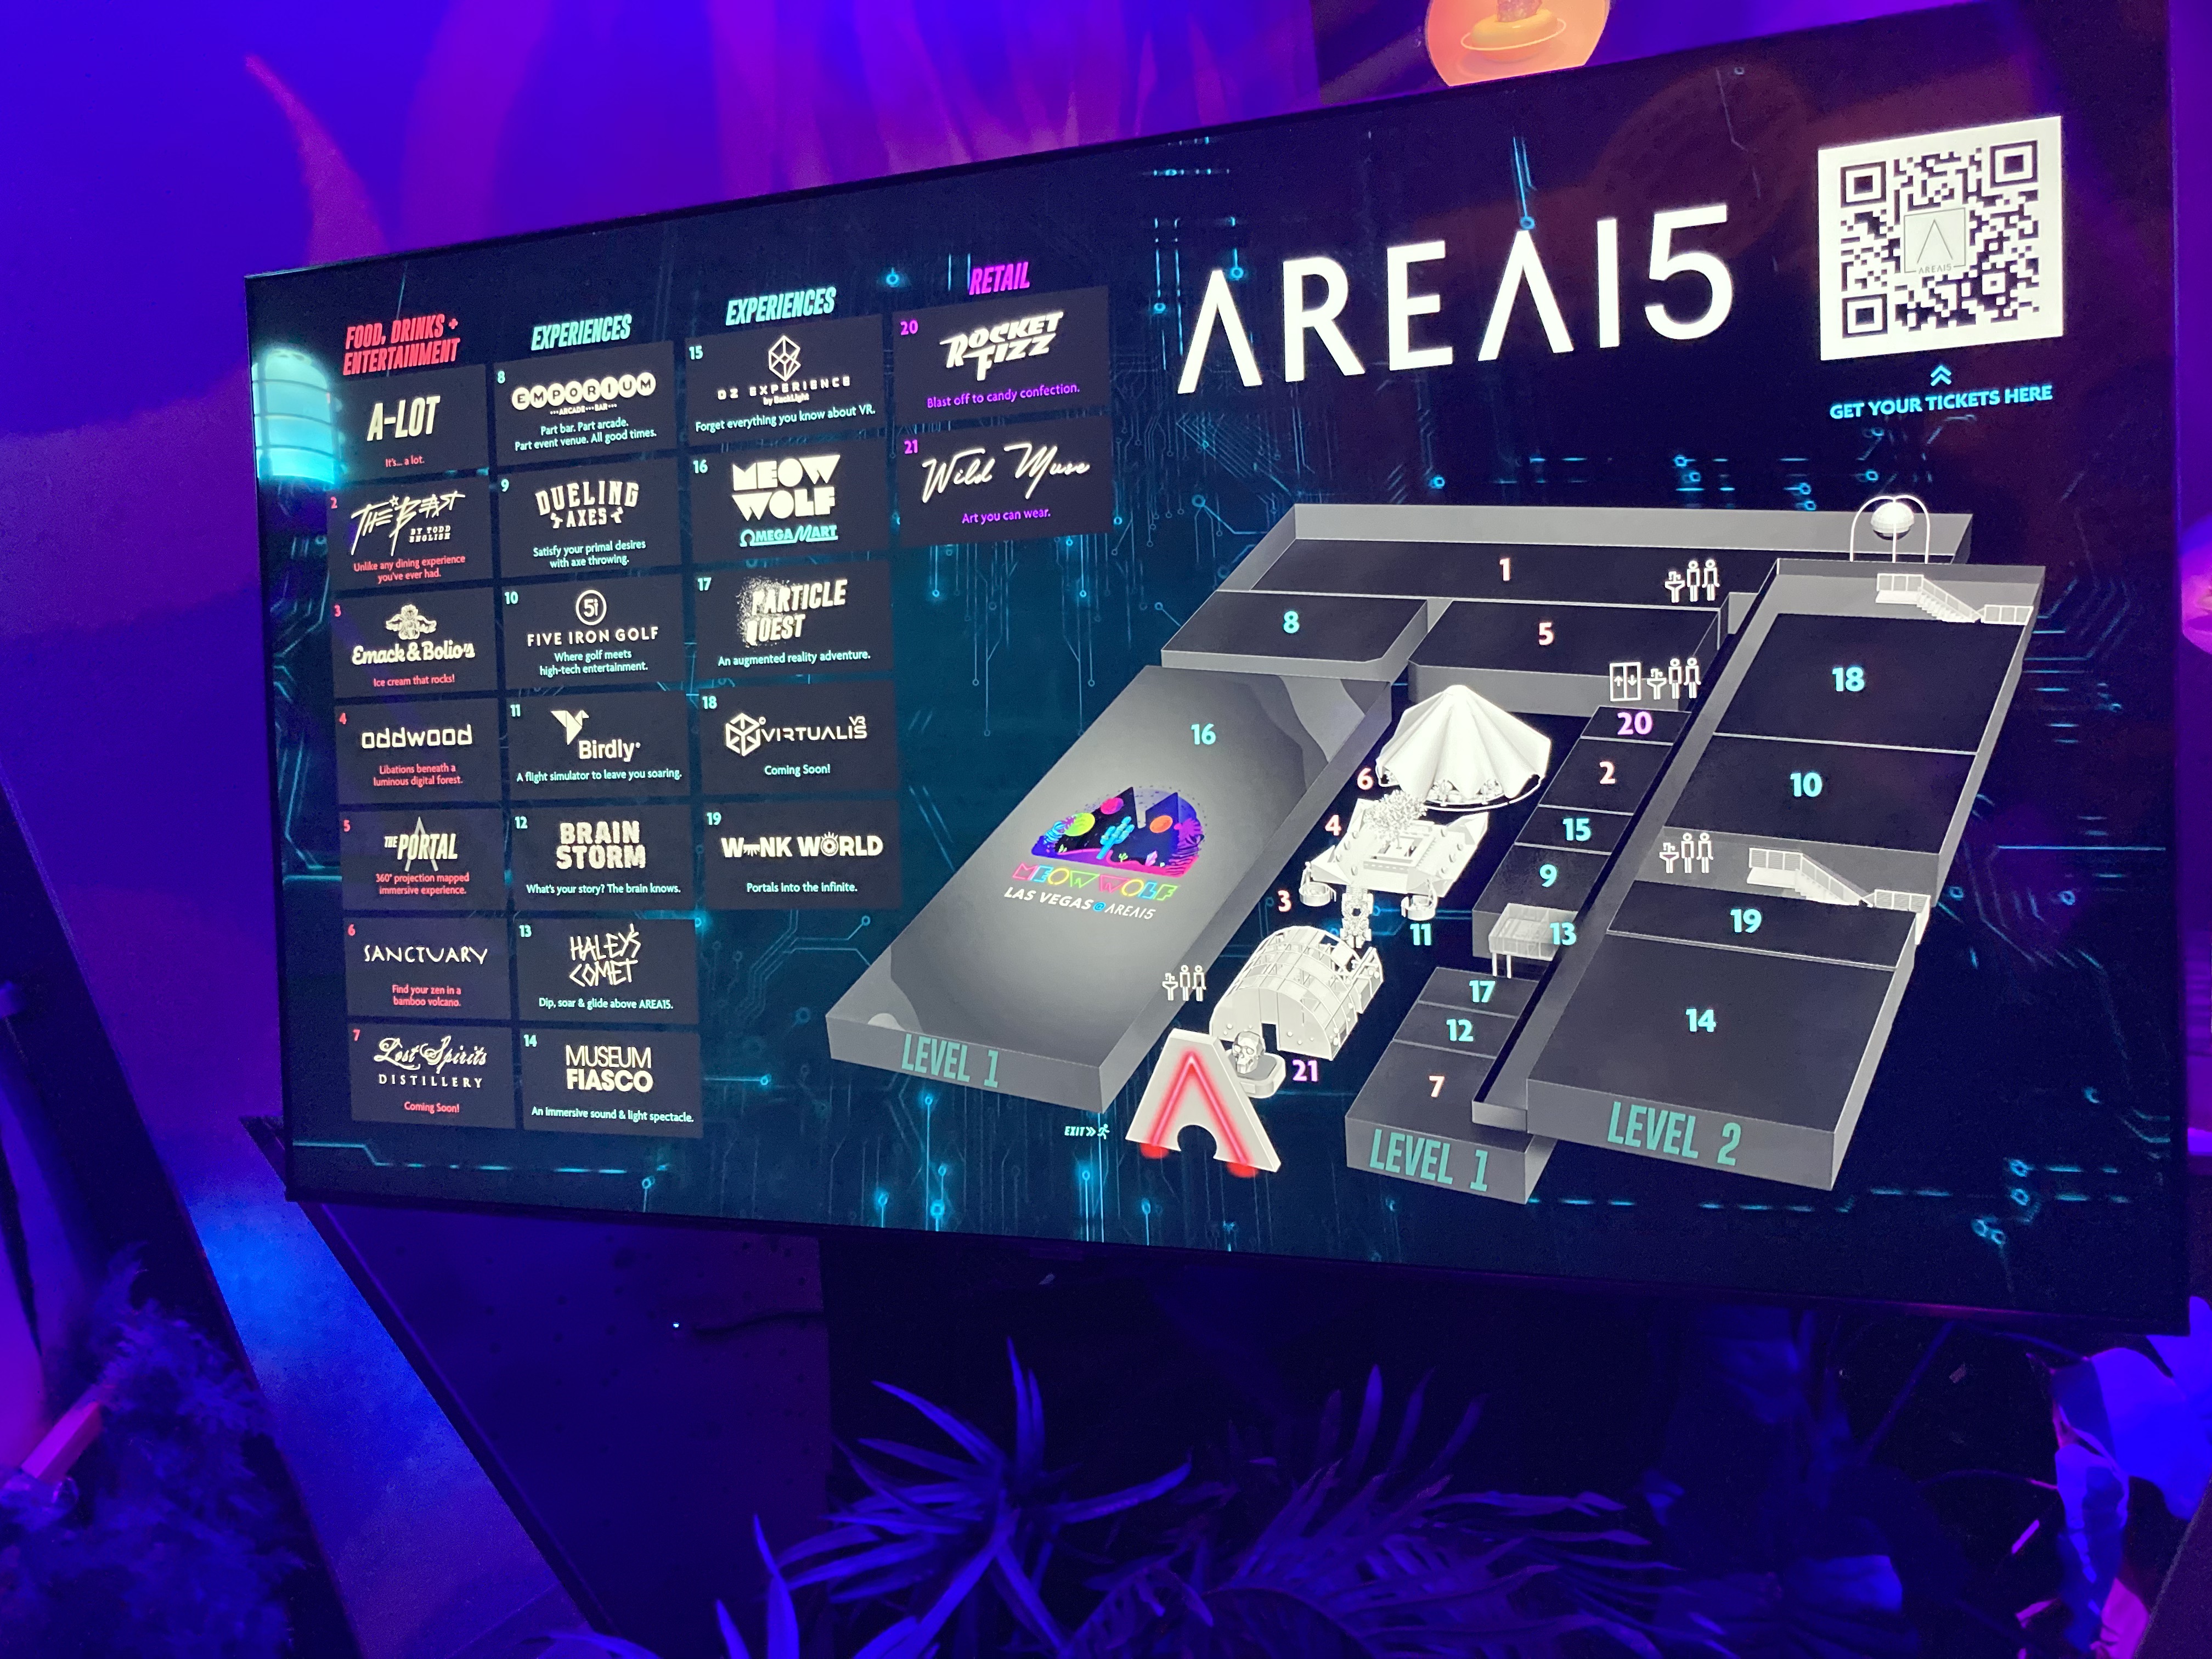 AREA15
GET YOUR TICKETS HERE
FOOD, DRINKS +
ENTERTAINMENT
1
A-LOT
It's... a lot.
2
THE BEAST
BY TODD
ENGLISH
Unlike any dining experience
you've ever had.
3
Emack & Bolio's
Ice cream that rocks!
4
oddwood
Libations beneath a
luminous digital forest.
5
THE PORTAL
360° projection mapped
immersive experience.
6
SANCTUARY
Find your zen in a
bamboo volcano.
7
Lost Spirits
DISTILLERY
Coming Soon!
EXPERIENCES
8
EMPORIUM
ARCADE BAR
Part bar. Part arcade.
Part event venue. All good times.
9
DUELING
AXES
Satisfy your primal desires
with axe throwing.
10
5i
FIVE IRON GOLF
Where golf meets
high-tech entertainment.
11
Birdly
A flight simulator to leave you soaring.
12
BRAIN
STORM
What's your story? The brain knows.
13
HALEY'S
COMET
Dip, soar & glide above AREA15.
14
MUSEUM
FIASCO
An immersive sound & light spectacle.
EXPERIENCES
15
OZ EXPERIENCE
by BackLight
Forget everything you know about VR.
16
MEOW
WOLF
OMEGA MART
17
PARTICLE
QUEST
An augmented reality adventure.
18
VIRTUALIS VR
Coming Soon!
19
WINK WORLD
Portals into the infinite.
RETAIL
20
ROCKET
FIZZ
Blast off to candy confection.
21
Wild Muse
Art you can wear.
1
8
5
18
20
16
6
2
10
4
15
9
3
11
13
19
17
12
14
21
7
MEOW WOLF
LAS VEGAS @ AREA15
LEVEL 1
EXIT
LEVEL 1
LEVEL 2
AREA15